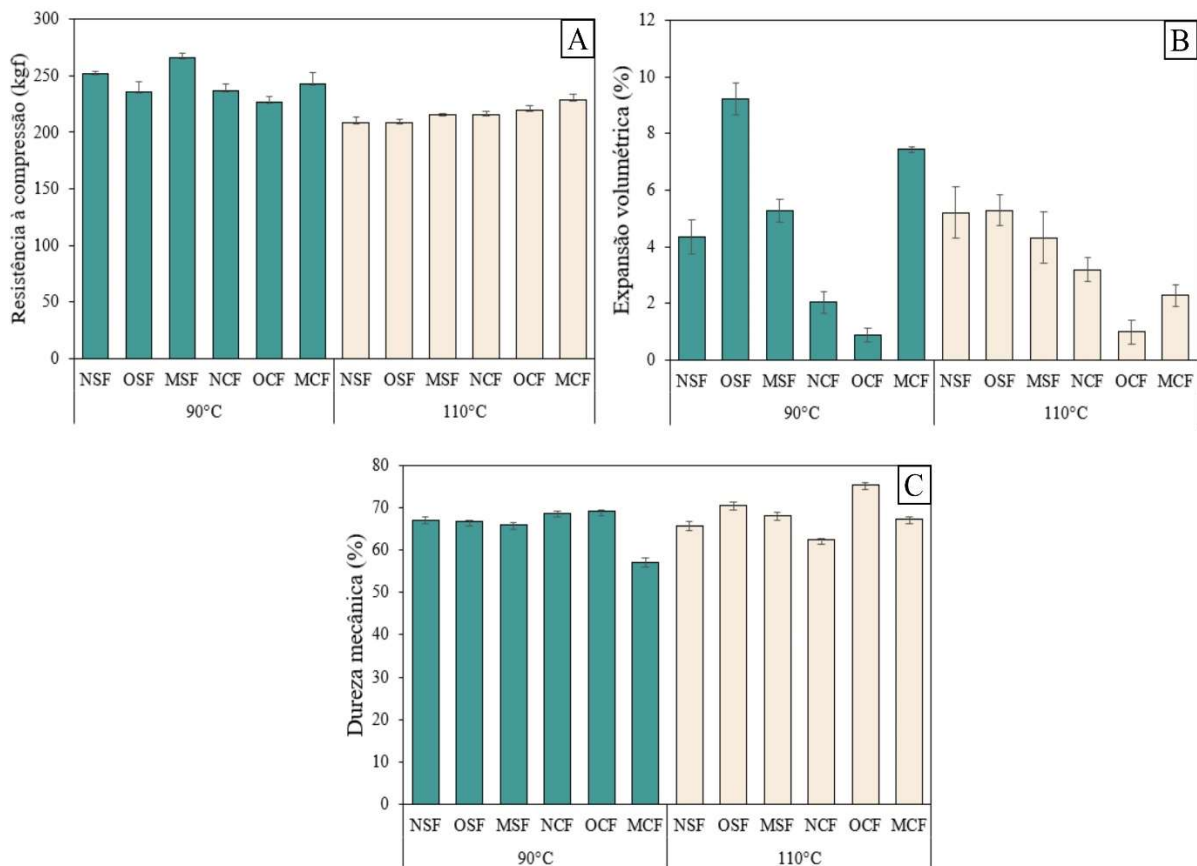 A
Resistência à compressão (kgf)
300
250
200
150
100
50
0
NSF OSF MSF NCF OCF MCF NSF OSF MSF NCF OCF MCF
90°C 110°C
B
Expansão volumétrica (%)
12
10
8
6
4
2
0
NSF OSF MSF NCF OCF MCF NSF OSF MSF NCF OCF MCF
90°C 110°C
C
Dureza mecânica (%)
80
70
60
50
40
30
20
10
0
NSF OSF MSF NCF OCF MCF NSF OSF MSF NCF OCF MCF
90°C 110°C